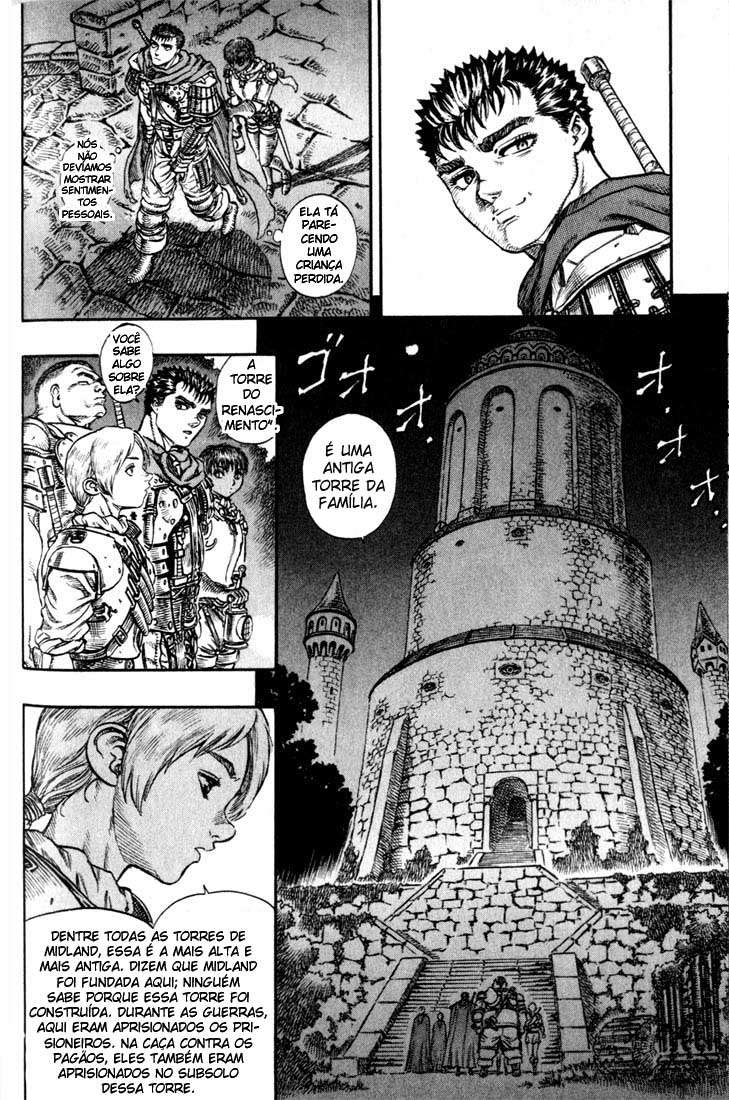 ELA TÁ
PARE-
CENDO
UMA
CRIANÇA
PERDIDA.
NÓS
NÃO
DEVÍAMOS
MOSTRAR
SENTIMEN-
TOS
PESSOAIS.
ゴオオ
オオ
É UMA
ANTIGA
TORRE DA
FAMÍLIA.
A
TORRE
DO
RENASCI-
MENTO".
VOCÊ
SABE
ALGO
SOBRE
ELA?
DENTRE TODAS AS TORRES DE
MIDLAND, ESSA É A MAIS ALTA E
MAIS ANTIGA. DIZEM QUE MIDLAND
FOI FUNDADA AQUI; NINGUÉM
SABE PORQUE ESSA TORRE FOI
CONSTRUÍDA. DURANTE AS GUERRAS,
AQUI ERAM APRISIONADOS OS PRI-
SIONEIROS. NA CAÇA CONTRA OS
PAGÃOS, ELES TAMBÉM ERAM
APRISIONADOS NO SUBSOLO
DESSA TORRE.